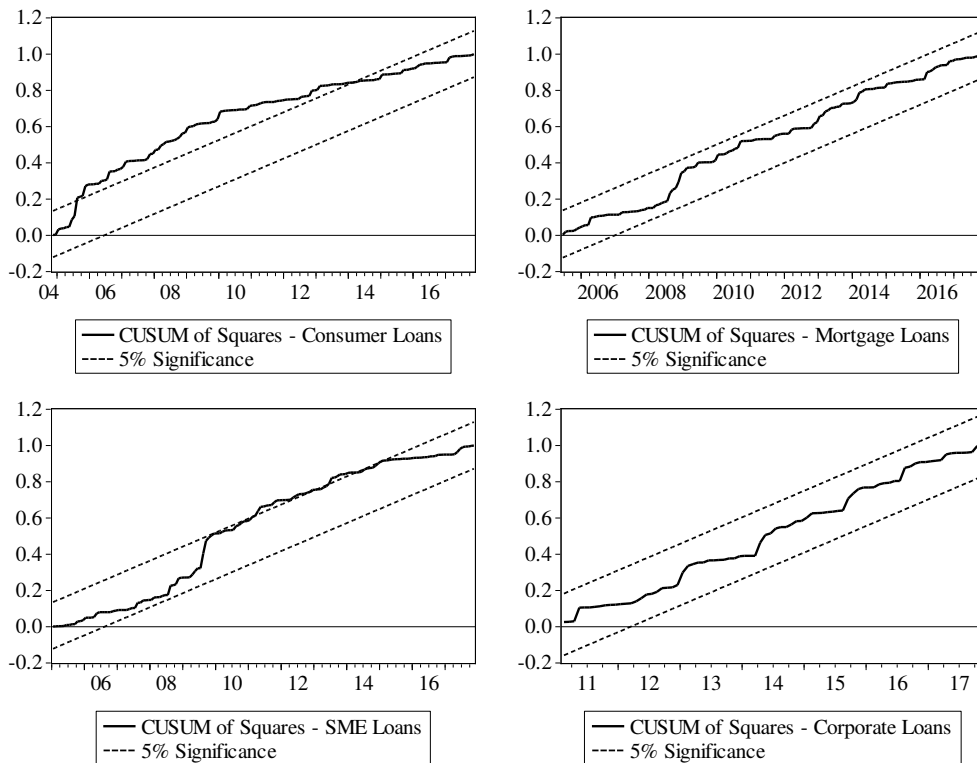 1.2
1.0
0.8
0.6
0.4
0.2
0.0
-0.2
04 06 08 10 12 14 16
CUSUM of Squares - Consumer Loans
5% Significance
1.2
1.0
0.8
0.6
0.4
0.2
0.0
-0.2
2006 2008 2010 2012 2014 2016
CUSUM of Squares - Mortgage Loans
5% Significance
1.2
1.0
0.8
0.6
0.4
0.2
0.0
-0.2
06 08 10 12 14 16
CUSUM of Squares - SME Loans
5% Significance
1.2
1.0
0.8
0.6
0.4
0.2
0.0
-0.2
11 12 13 14 15 16 17
CUSUM of Squares - Corporate Loans
5% Significance